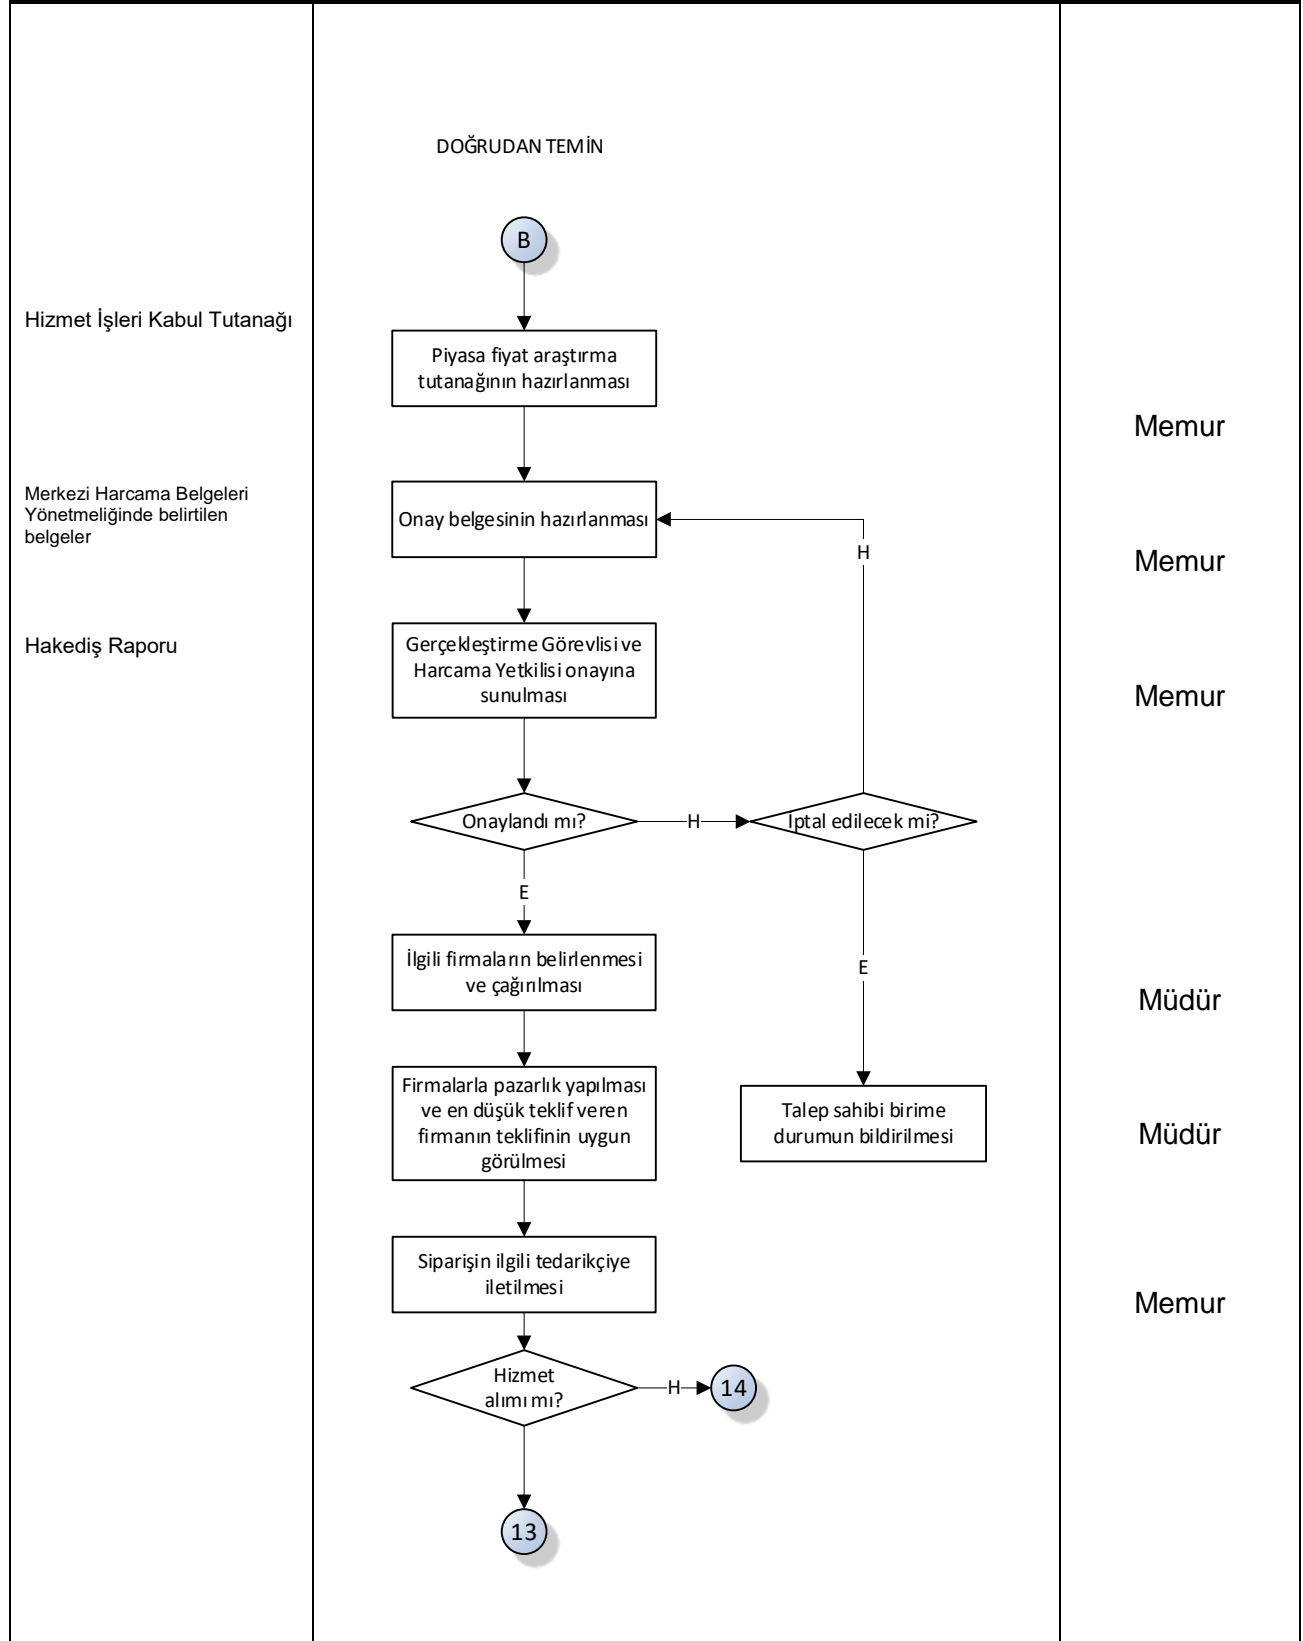 DOĞRUDAN TEMİN
B
Hizmet İşleri Kabul Tutanağı
Piyasa fiyat araştırma
tutanağının hazırlanması
Memur
Merkezi Harcama Belgeleri
Yönetmeliğinde belirtilen
belgeler
Onay belgesinin hazırlanması
H
Memur
Hakediş Raporu
Gerçekleştirme Görevlisi ve
Harcama Yetkilisi onayına
sunulması
Memur
Onaylandı mı?
H
İptal edilecek mi?
E
İlgili firmaların belirlenmesi
ve çağırılması
E
Müdür
Firmalarla pazarlık yapılması
ve en düşük teklif veren
firmanın teklifinin uygun
görülmesi
Talep sahibi birime
durumun bildirilmesi
Müdür
Siparişin ilgili tedarikçiye
iletilmesi
Memur
Hizmet
alımı mı?
H
14
13